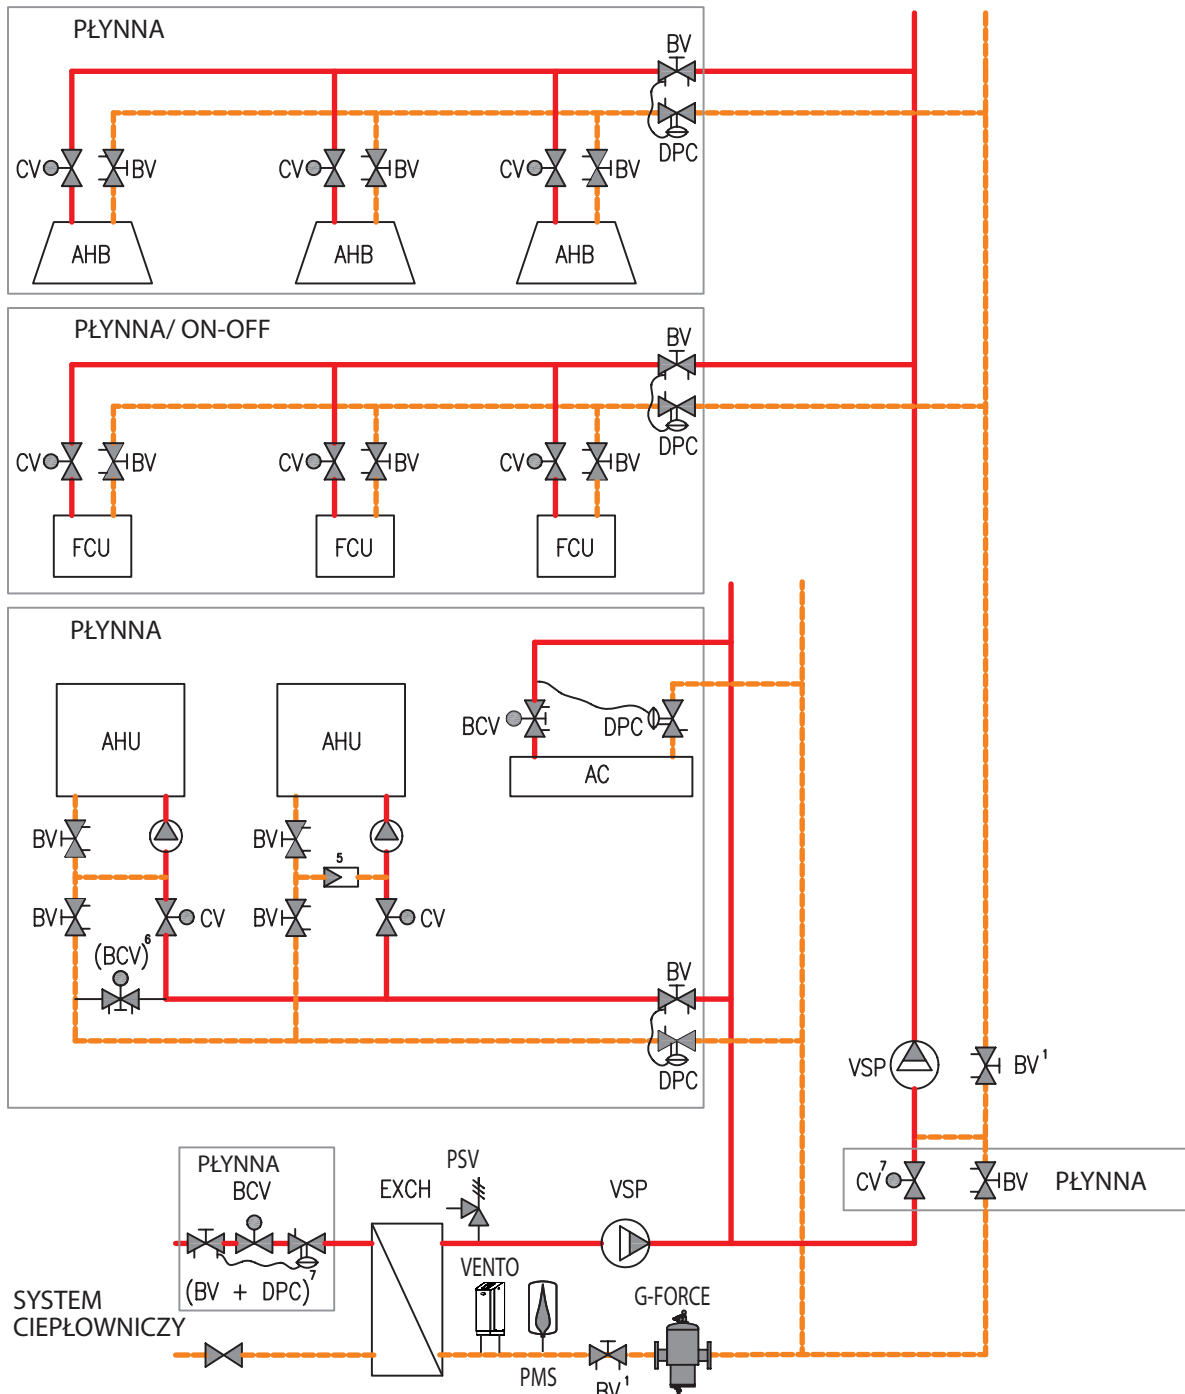 PŁYNNA
BV
DPC
CV BV CV BV CV BV
AHB AHB AHB
PŁYNNA/ ON-OFF
BV
DPC
CV BV CV BV CV BV
FCU FCU FCU
PŁYNNA
AHU AHU
BCV DPC
AC
BV BV
5
BV CV BV CV
(BCV)6
BV
DPC
VSP BV1
CV7 BV PŁYNNA
PŁYNNA
BCV
(BV + DPC)7
EXCH
PSV
VSP
VENTO
G-FORCE
PMS
BV1
SYSTEM
CIEPŁOWNICZY